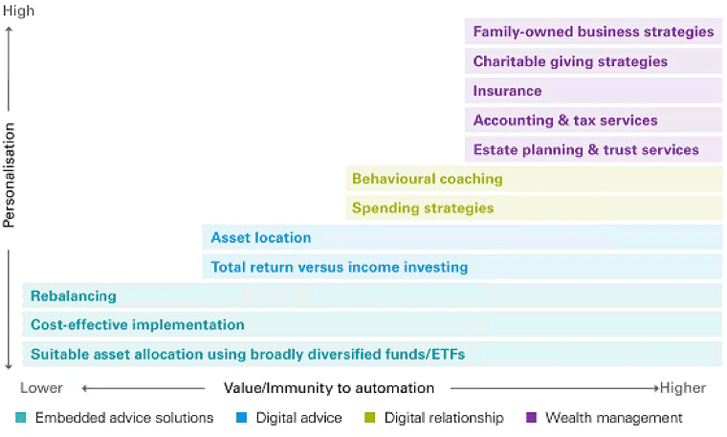 High
Personalisation
Family-owned business strategies
Charitable giving strategies
Insurance
Accounting & tax services
Estate planning & trust services
Behavioural coaching
Spending strategies
Asset location
Total return versus income investing
Rebalancing
Cost-effective implementation
Suitable asset allocation using broadly diversified funds/ETFs
Lower Value/Immunity to automation Higher
Embedded advice solutions Digital advice Digital relationship Wealth management